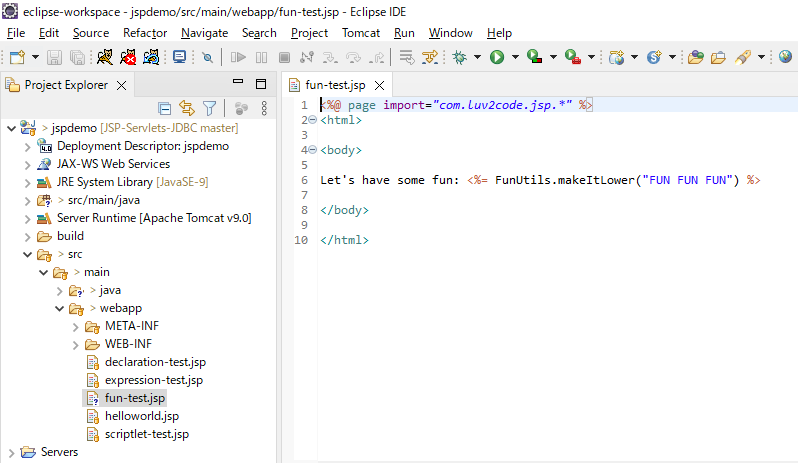 eclipse-workspace - jspdemo/src/main/webapp/fun-test.jsp - Eclipse IDE
File Edit Source Refactor Navigate Search Project Tomcat Run Window Help
Project Explorer
> jspdemo [JSP-Servlets-JDBC master]
4.0 Deployment Descriptor: jspdemo
JAX-WS Web Services
JRE System Library [JavaSE-9]
> src/main/java
Server Runtime [Apache Tomcat v9.0]
build
> src
> main
> java
> webapp
META-INF
WEB-INF
declaration-test.jsp
expression-test.jsp
fun-test.jsp
helloworld.jsp
scriptlet-test.jsp
Servers
fun-test.jsp
1 <%@ page import="com.luv2code.jsp.*" %>
2 <html>
3
4 <body>
5
6 Let's have some fun: <%= FunUtils.makeItLower("FUN FUN FUN") %>
7
8 </body>
9
10 </html>